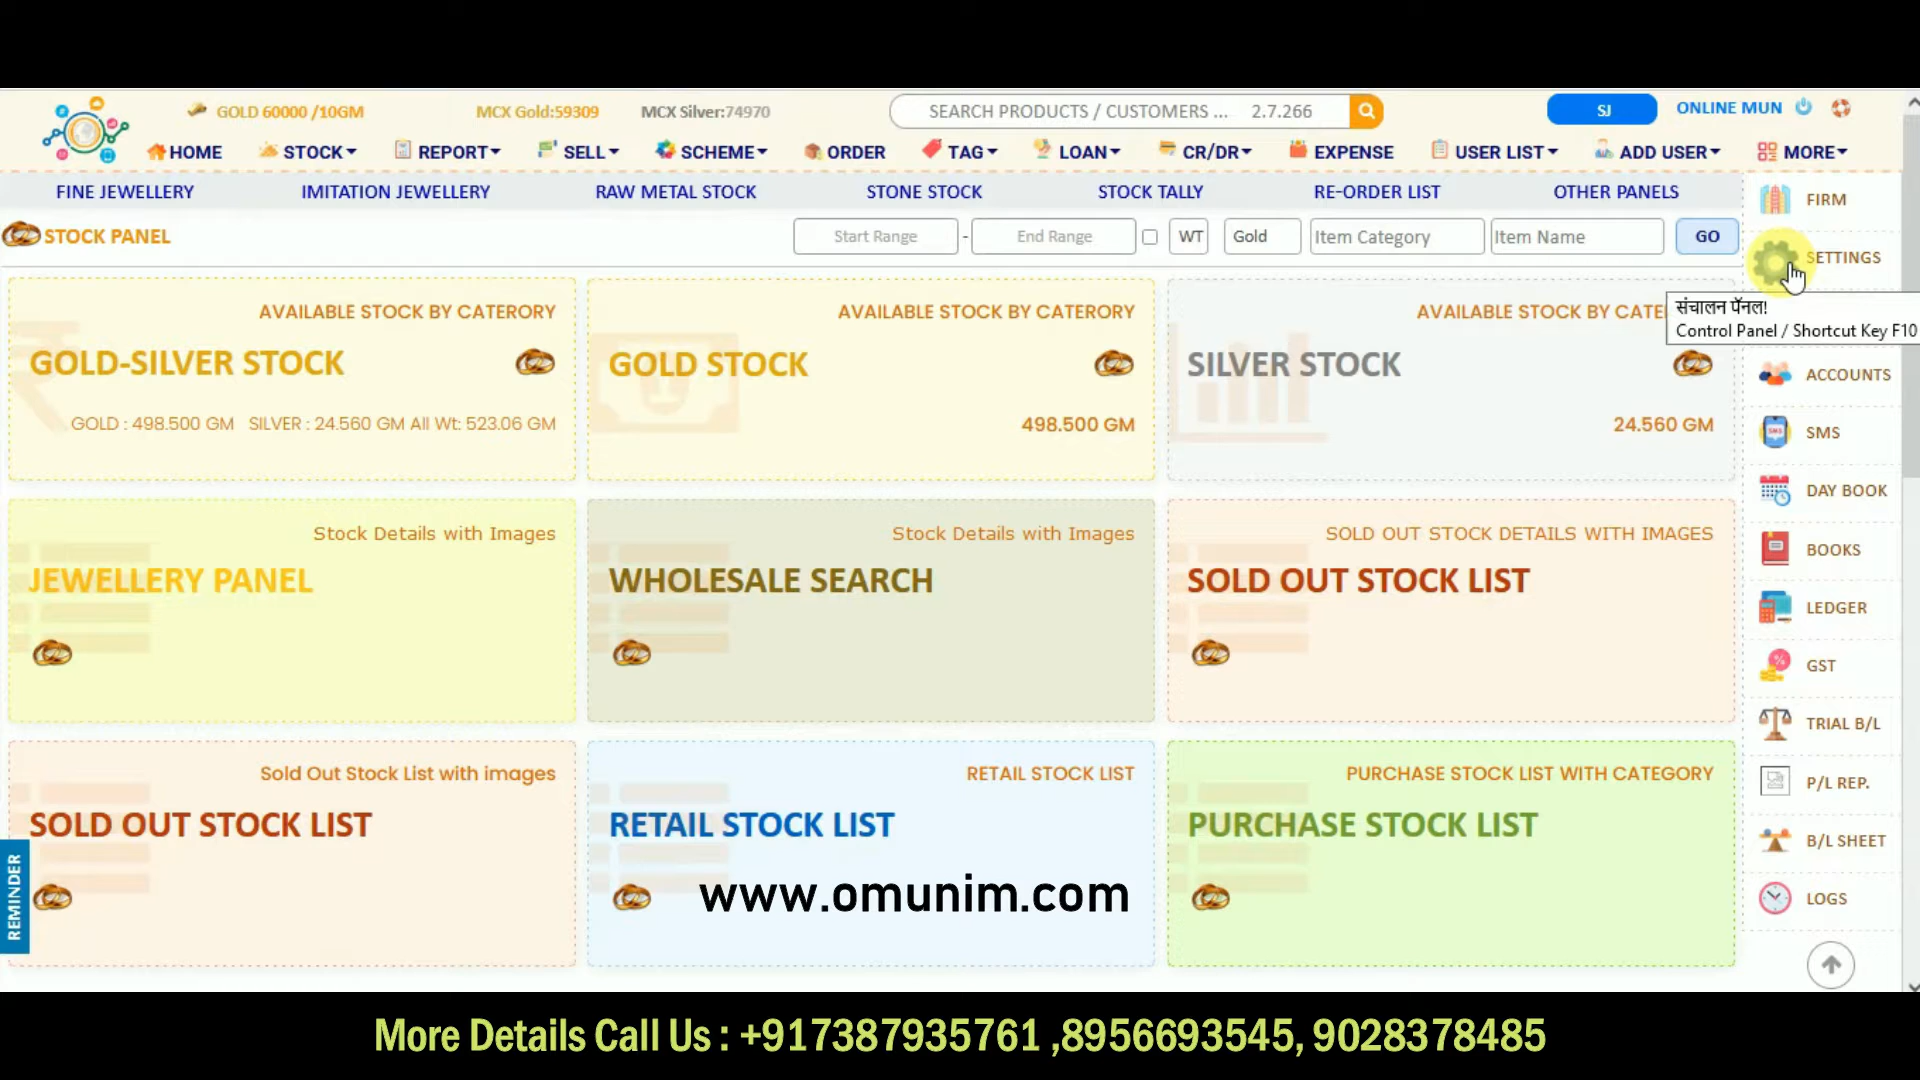 GOLD 60000 /10GM
MCX Gold:59309
MCX Silver:74970
SEARCH PRODUCTS / CUSTOMERS ... 2.7.266
SJ
ONLINE MUN
HOME STOCK REPORT SELL SCHEME ORDER TAG LOAN CR/DR EXPENSE USER LIST ADD USER MORE
FINE JEWELLERY IMITATION JEWELLERY RAW METAL STOCK STONE STOCK STOCK TALLY RE-ORDER LIST OTHER PANELS
STOCK PANEL
Start Range - End Range WT Gold Item Category Item Name GO
AVAILABLE STOCK BY CATERORY
GOLD-SILVER STOCK
GOLD : 498.500 GM SILVER : 24.560 GM All Wt: 523.06 GM
AVAILABLE STOCK BY CATERORY
GOLD STOCK
498.500 GM
AVAILABLE STOCK BY CATE
SILVER STOCK
24.560 GM
Stock Details with Images
JEWELLERY PANEL
Stock Details with Images
WHOLESALE SEARCH
SOLD OUT STOCK DETAILS WITH IMAGES
SOLD OUT STOCK LIST
Sold Out Stock List with images
SOLD OUT STOCK LIST
RETAIL STOCK LIST
RETAIL STOCK LIST
www.omunim.com
PURCHASE STOCK LIST WITH CATEGORY
PURCHASE STOCK LIST
REMINDER
FIRM
SETTINGS
संचालन पॅनल!
Control Panel / Shortcut Key F10
ACCOUNTS
SMS
SMS
DAY BOOK
BOOKS
LEDGER
GST
TRIAL B/L
P/L REP.
B/L SHEET
LOGS
More Details Call Us : +917387935761 ,8956693545, 9028378485